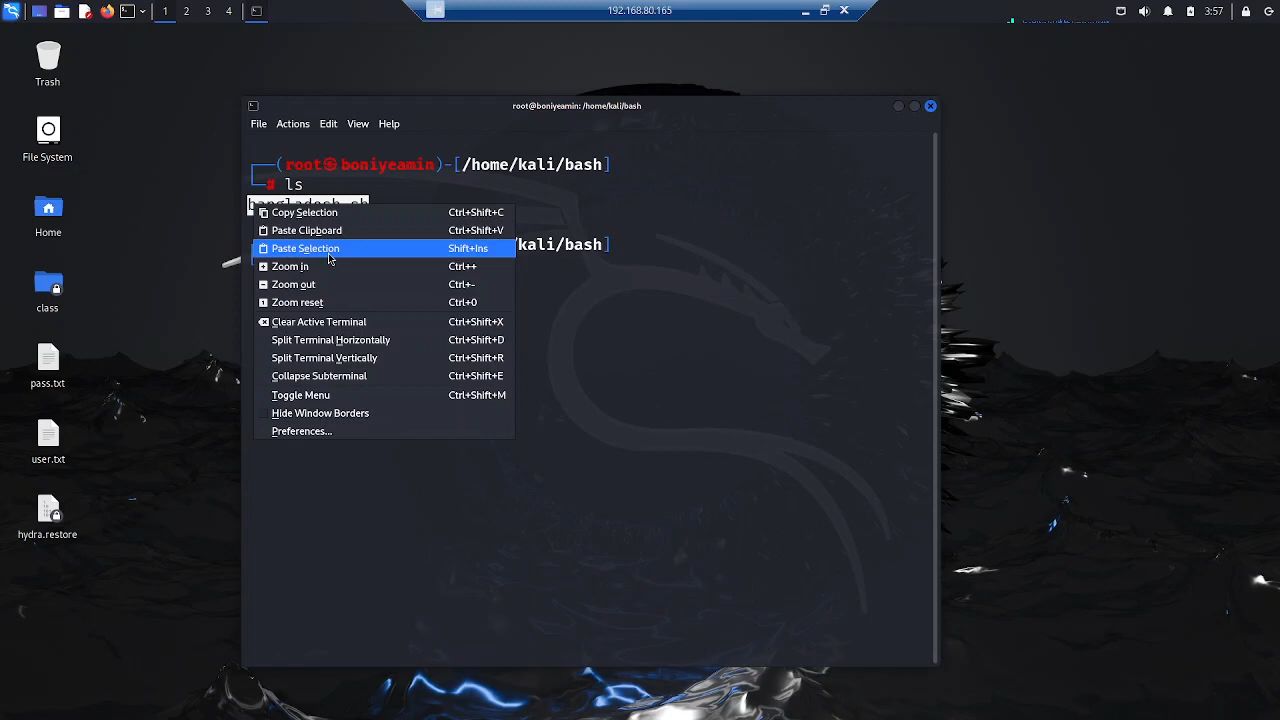 1 2 3 4
192.168.80.165
3:57
Trash
File System
Home
class
pass.txt
user.txt
hydra.restore
root@boniyeamin: /home/kali/bash
File Actions Edit View Help
(root㉿boniyeamin)-[/home/kali/bash]
# ls
bangladesh.sh
/kali/bash]
Copy Selection Ctrl+Shift+C
Paste Clipboard Ctrl+Shift+V
Paste Selection Shift+Ins
Zoom in Ctrl++
Zoom out Ctrl+-
Zoom reset Ctrl+0
Clear Active Terminal Ctrl+Shift+X
Split Terminal Horizontally Ctrl+Shift+D
Split Terminal Vertically Ctrl+Shift+R
Collapse Subterminal Ctrl+Shift+E
Toggle Menu Ctrl+Shift+M
Hide Window Borders
Preferences...